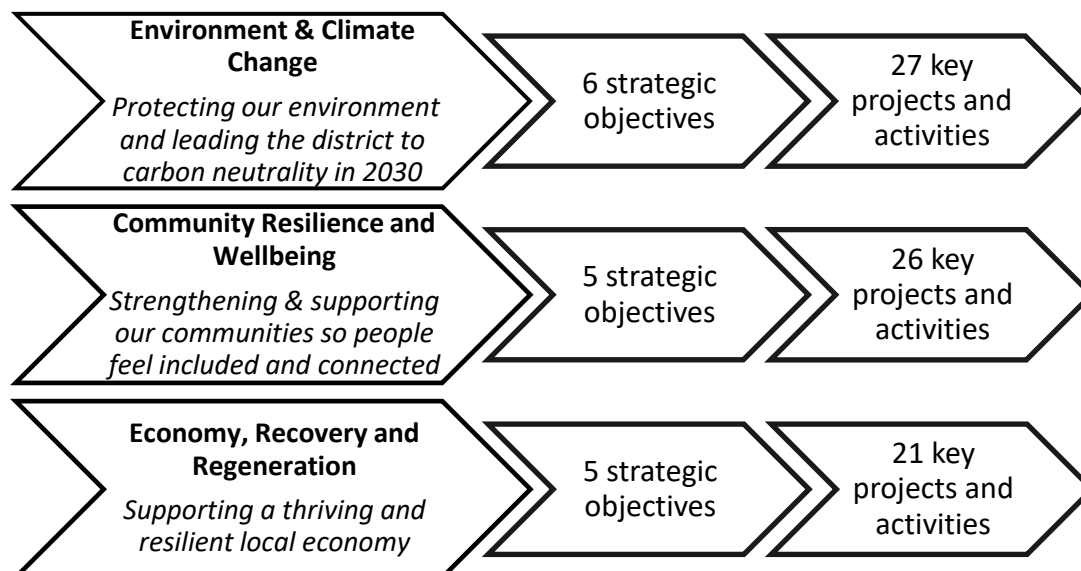 Environment & Climate
Change
Protecting our environment
and leading the district to
carbon neutrality in 2030
6 strategic
objectives
27 key
projects and
activities
Community Resilience and
Wellbeing
Strengthening & supporting
our communities so people
feel included and connected
5 strategic
objectives
26 key
projects and
activities
Economy, Recovery and
Regeneration
Supporting a thriving and
resilient local economy
5 strategic
objectives
21 key
projects and
activities